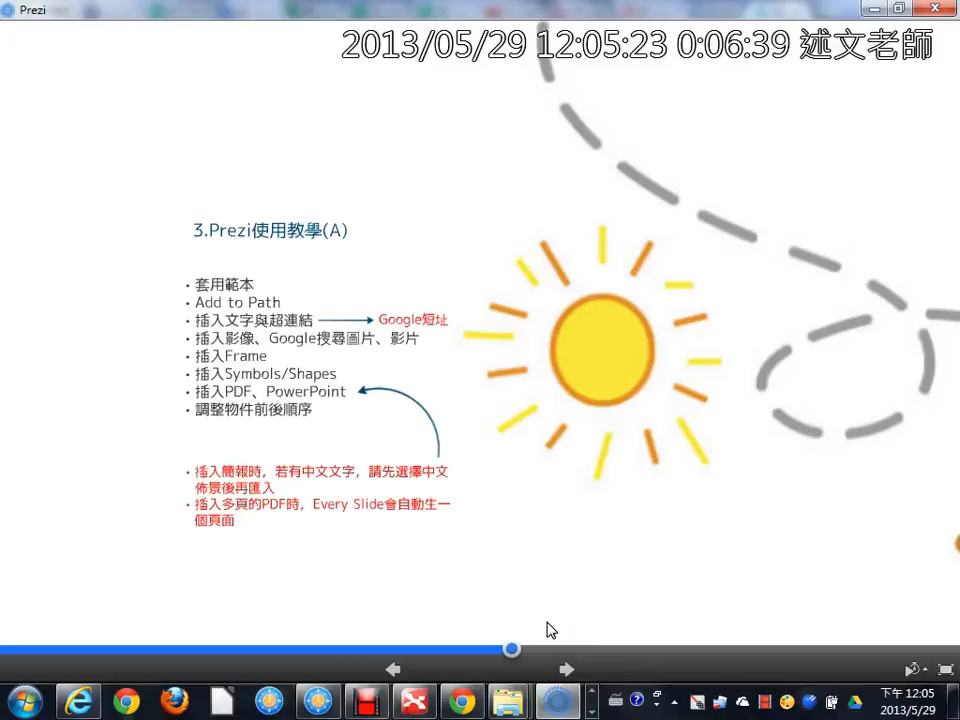 Prezi
2013/05/29 12:05:23 0:06:39 述文老師
3.Prezi使用教學(A)
・套用範本
・Add to Path
・插入文字與超連結 Google短址
・插入影像、Google搜尋圖片、影片
・插入Frame
・插入Symbols/Shapes
・插入PDF、PowerPoint
・調整物件前後順序
・插入簡報時，若有中文文字，請先選擇中文
佈景後再匯入
・插入多頁的PDF時，Every Slide會自動生一
個頁面
下午 12:05
2013/5/29